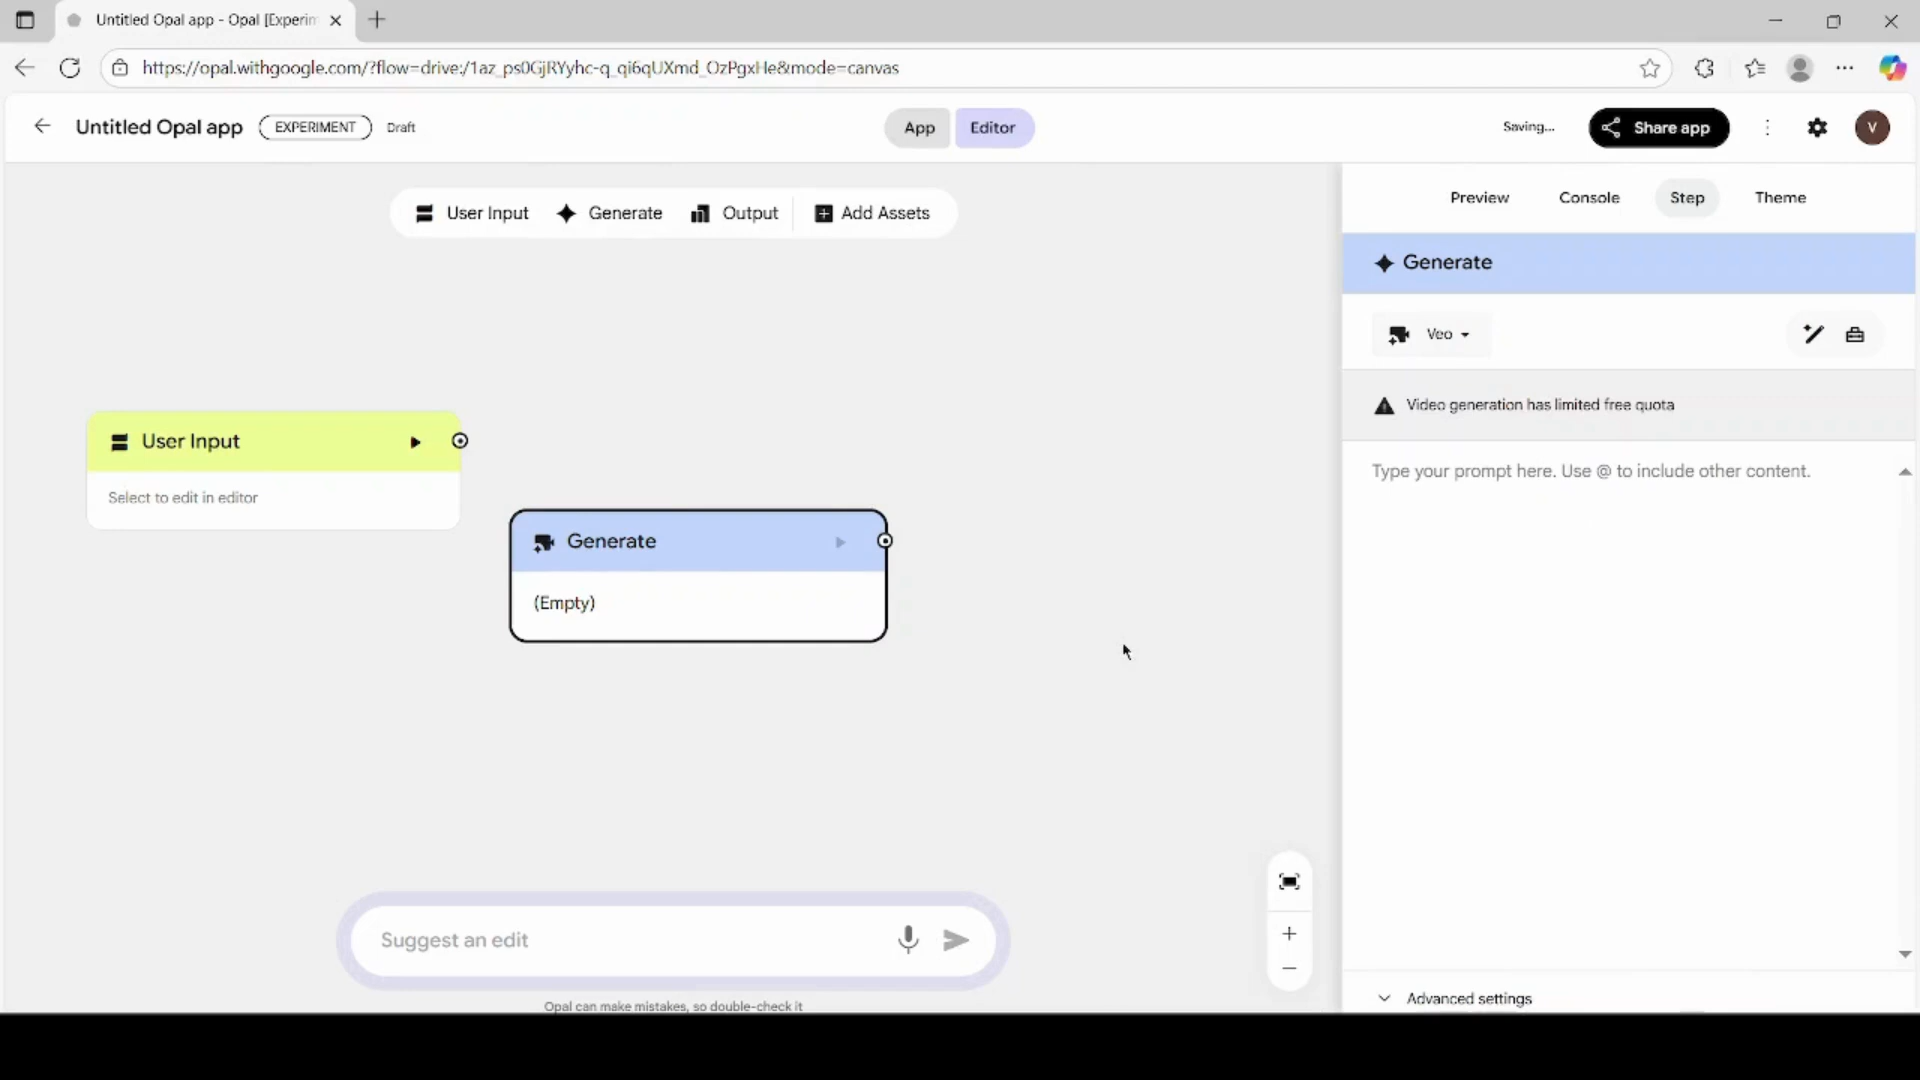 Untitled Opal app - Opal [Experim
https://opal.withgoogle.com/?flow=drive:/1az_ps0GjRYyhc-q_qi6qUXmd_OzPgxHe&mode=canvas
Untitled Opal app
EXPERIMENT
Draft
App
Editor
Saving...
Share app
V
User Input
Generate
Output
Add Assets
Preview
Console
Step
Theme
Generate
Veo
Video generation has limited free quota
Type your prompt here. Use @ to include other content.
User Input
Select to edit in editor
Generate
(Empty)
Suggest an edit
Opal can make mistakes, so double-check it
Advanced settings